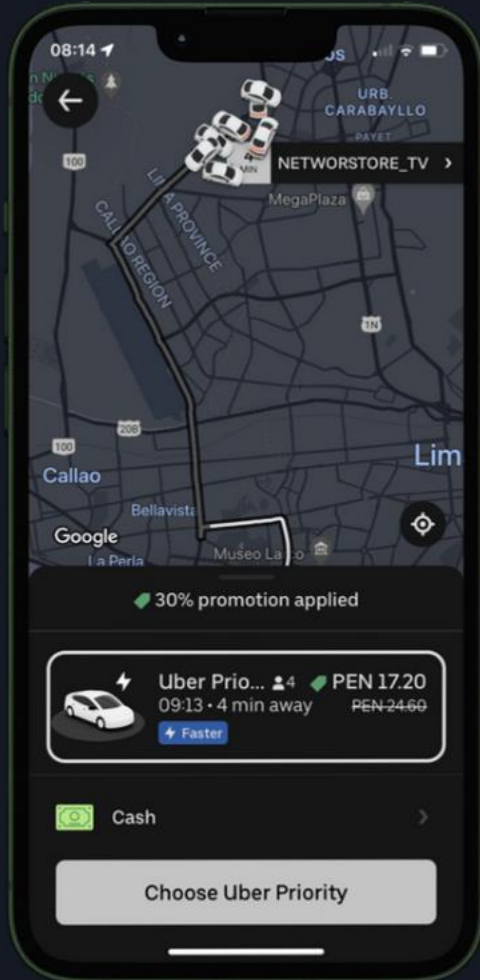 08:14
URB.
CARABAYLLO
PAYET
100
MIN
NETWORSTORE_TV
MegaPlaza
LIMA PROVINCE
CALLAO REGION
1N
20B
100
Callao
Lim
Bellavista
Google
Museo La
La Perla
30% promotion applied
Uber Prio... 4 PEN 17.20
09:13 • 4 min away PEN 24.60
Faster
Cash
Choose Uber Priority